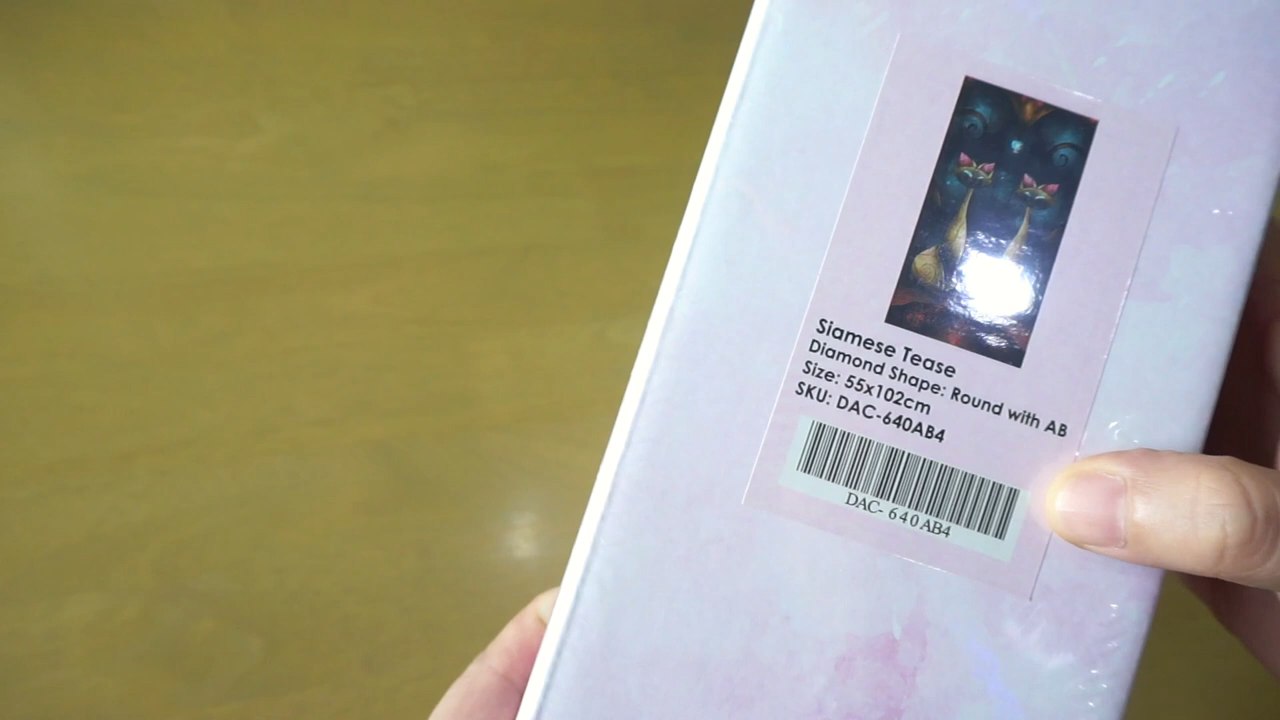 Siamese Tease
Diamond Shape: Round with AB
Size: 55x102cm
SKU: DAC-640AB4
DAC- 640AB4